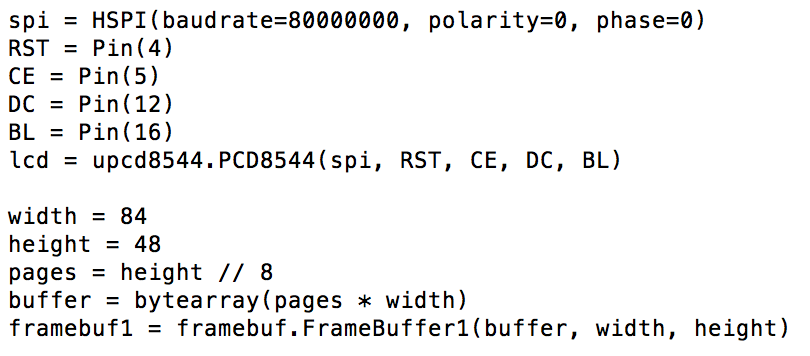 spi = HSPI(baudrate=80000000, polarity=0, phase=0)
RST = Pin(4)
CE = Pin(5)
DC = Pin(12)
BL = Pin(16)
lcd = upcd8544.PCD8544(spi, RST, CE, DC, BL)

width = 84
height = 48
pages = height // 8
buffer = bytearray(pages * width)
framebuf1 = framebuf.FrameBuffer1(buffer, width, height)